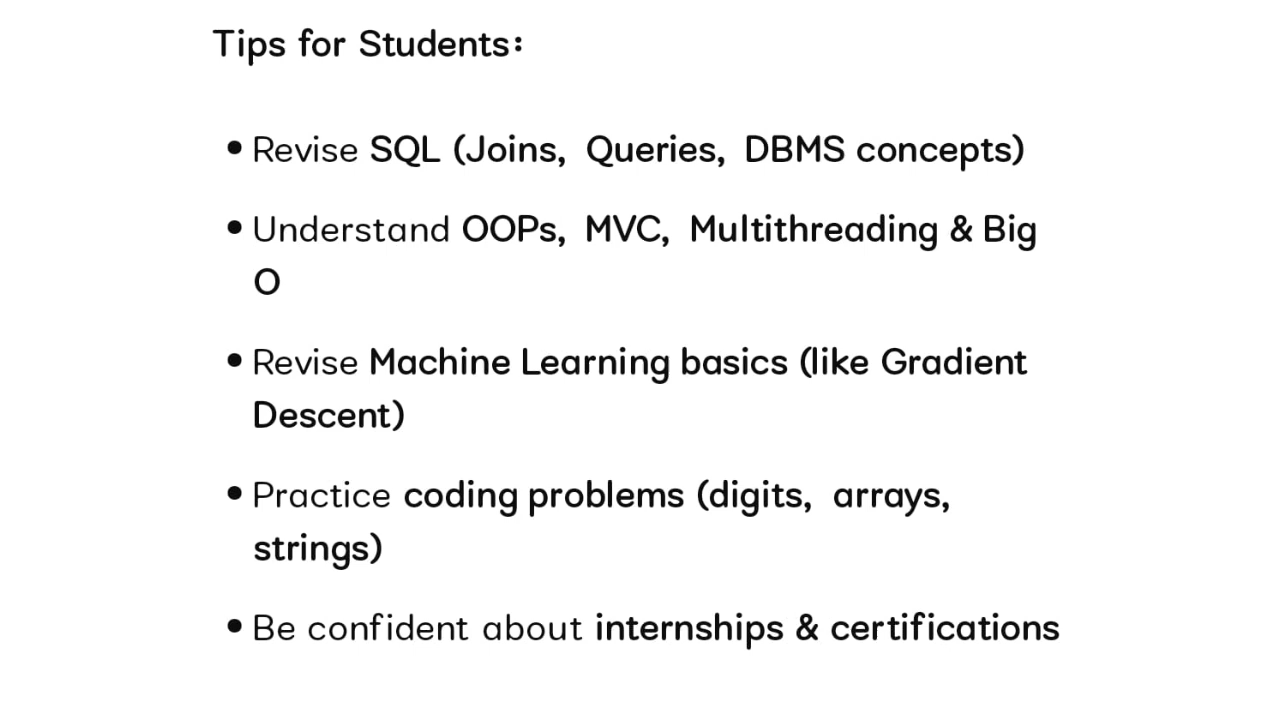 Tips for Students:
• Revise SQL (Joins, Queries, DBMS concepts)
• Understand OOPs, MVC, Multithreading & Big
O
• Revise Machine Learning basics (like Gradient
Descent)
• Practice coding problems (digits, arrays,
strings)
• Be confident about internships & certifications